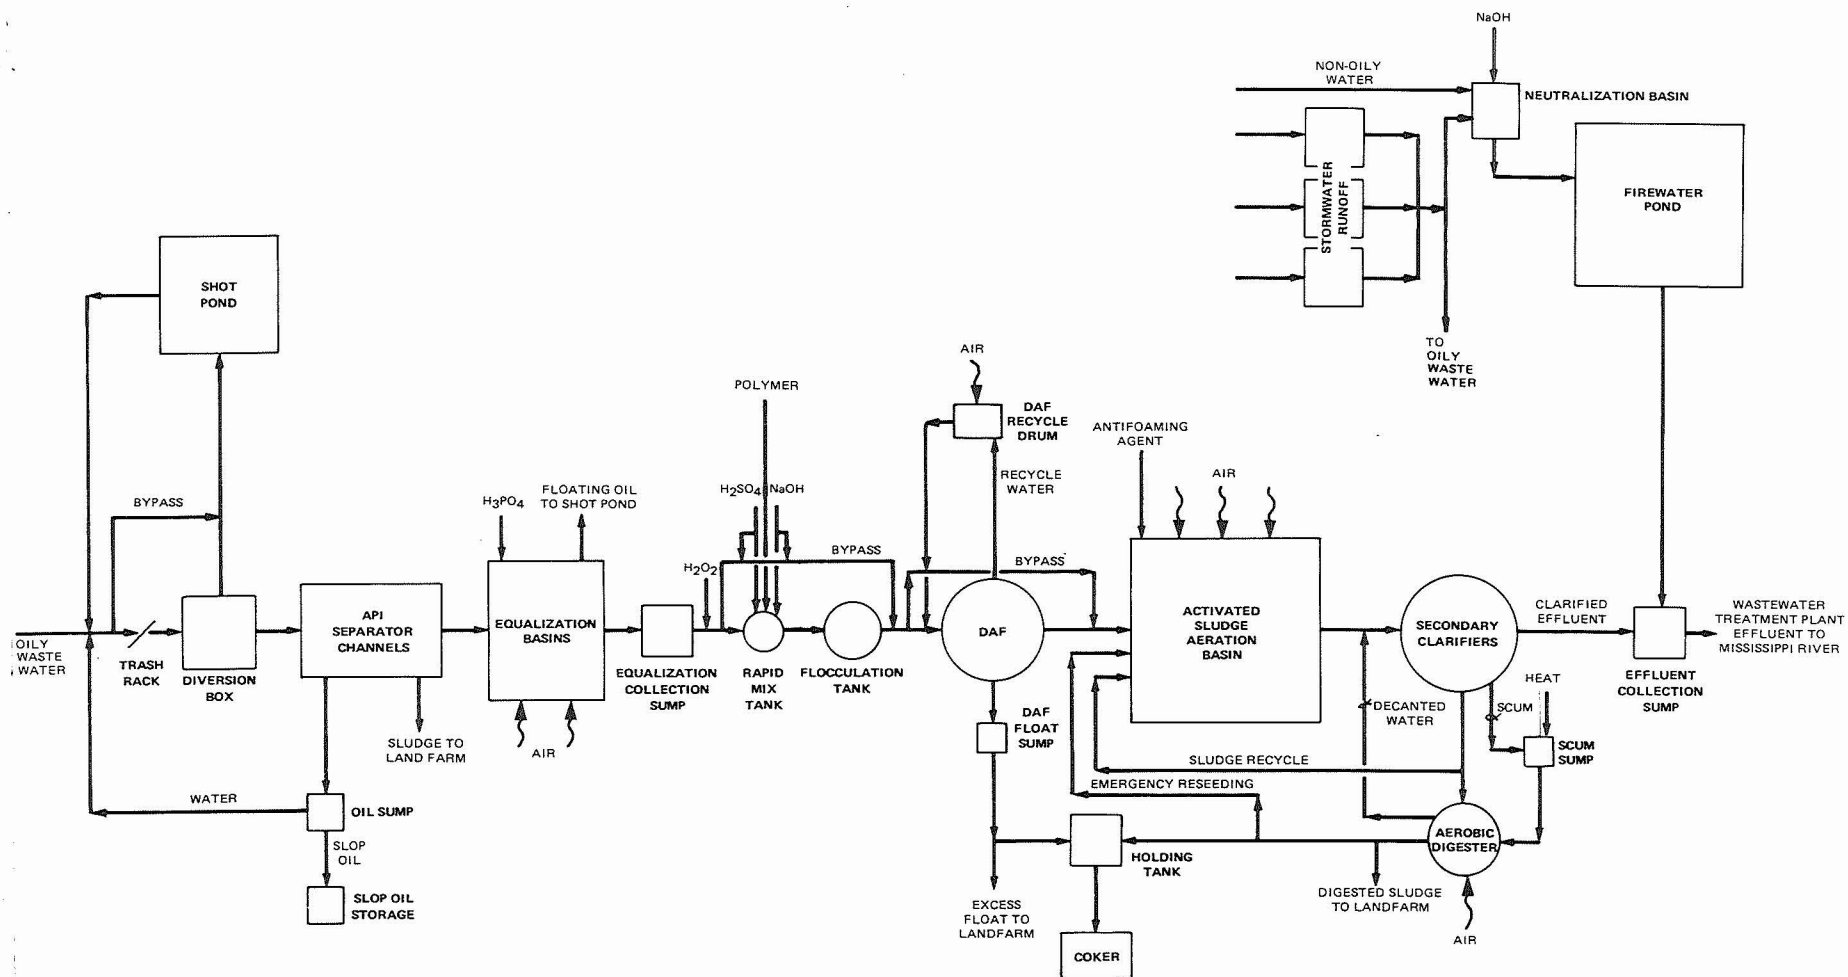 NaOH
NON-OILY
WATER
NEUTRALIZATION BASIN
STORMWATER
RUNOFF
FIREWATER
POND
SHOT
POND
TO
OILY
WASTE
WATER
AIR
POLYMER
DAF
RECYCLE
DRUM
ANTIFOAMING
AGENT
AIR
RECYCLE
WATER
BYPASS
H3PO4
FLOATING OIL
TO SHOT POND
H2SO4
NaOH
BYPASS
H2O2
BYPASS
OILY
WASTE
WATER
TRASH
RACK
DIVERSION
BOX
API
SEPARATOR
CHANNELS
EQUALIZATION
BASINS
EQUALIZATION
COLLECTION
SUMP
RAPID
MIX
TANK
FLOCCULATION
TANK
DAF
ACTIVATED
SLUDGE
AERATION
BASIN
SECONDARY
CLARIFIERS
CLARIFIED
EFFLUENT
WASTEWATER
TREATMENT PLANT
EFFLUENT TO
MISSISSIPPI RIVER
EFFLUENT
COLLECTION
SUMP
HEAT
SCUM
DECANTED
WATER
SCUM
SUMP
DAF
FLOAT
SUMP
SLUDGE TO
LAND FARM
AIR
SLUDGE RECYCLE
EMERGENCY RESEEDING
WATER
OIL SUMP
SLOP
OIL
SLOP OIL
STORAGE
AEROBIC
DIGESTER
HOLDING
TANK
EXCESS
FLOAT TO
LANDFARM
DIGESTED SLUDGE
TO LANDFARM
AIR
COKER